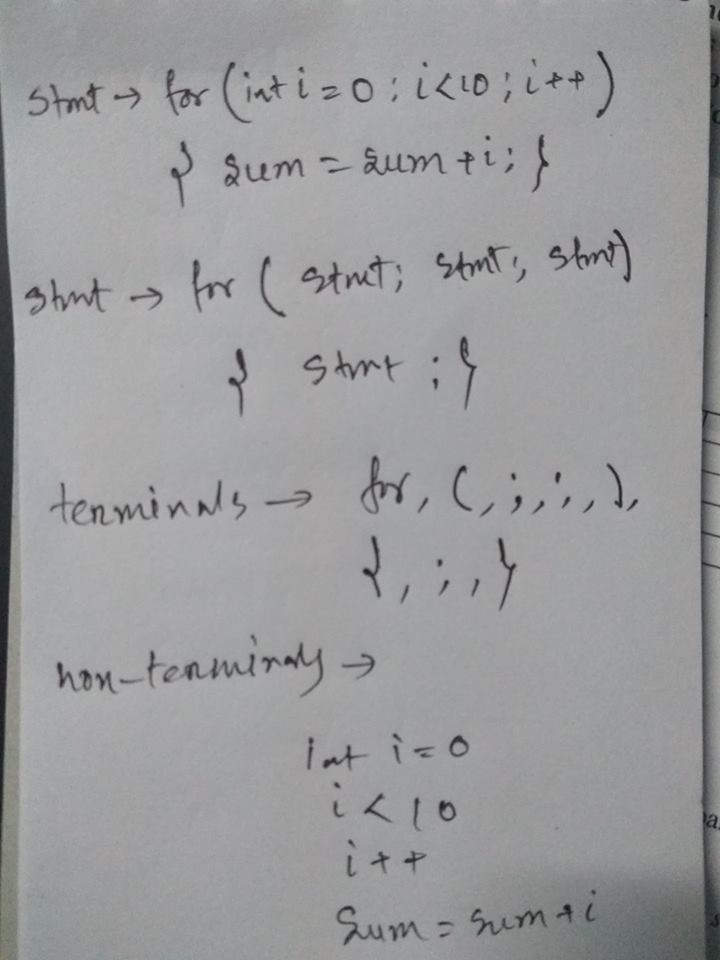 Stmt → for (int i = 0 ; i<10 ; i++)
{ sum = sum + i ; }
stmt → for ( stmt; stmt; stmt)
{ stmt ; }
terminals → for, (, ;, ;, ),
{, ;, }
non-terminals →
int i = 0
i < 10
i++
sum = sum + i